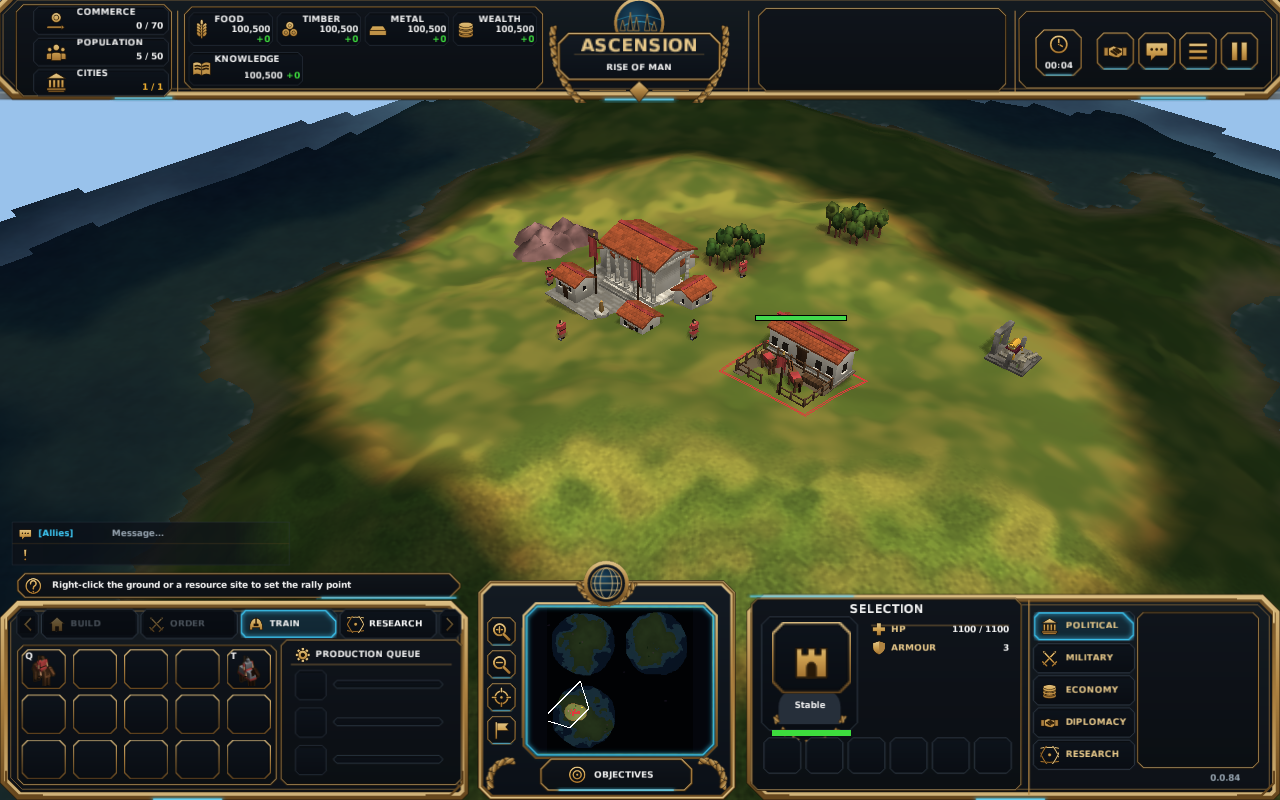 COMMERCE
0 / 70
POPULATION
5 / 50
CITIES
1 / 1
FOOD
100,500
+0
TIMBER
100,500
+0
METAL
100,500
+0
WEALTH
100,500
+0
KNOWLEDGE
100,500 +0
ASCENSION
RISE OF MAN
00:04
[Allies] Message...
!
Right-click the ground or a resource site to set the rally point
BUILD
ORDER
TRAIN
RESEARCH
Q
T
PRODUCTION QUEUE
OBJECTIVES
SELECTION
HP 1100 / 1100
ARMOUR 3
Stable
POLITICAL
MILITARY
ECONOMY
DIPLOMACY
RESEARCH
0.0.84